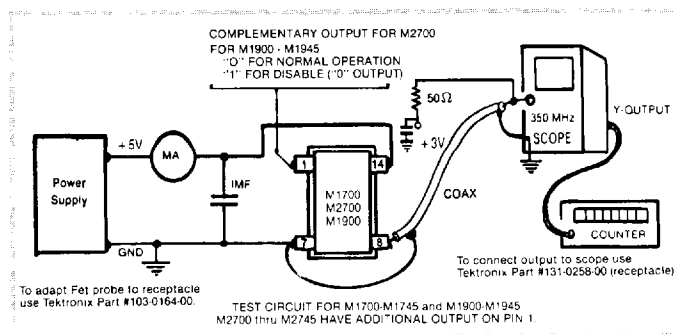 COMPLEMENTARY OUTPUT FOR M2700
FOR M1900 - M1945
"O" FOR NORMAL OPERATION
"1" FOR DISABLE ("0" OUTPUT)
50Ω
+3V
350 MHz
SCOPE
Y-OUTPUT
+5V
MA
1MF
Power
Supply
GND
1
14
7
8
M1700
M2700
M1900
COAX
COUNTER
To connect output to scope use
Tektronix Part #131-0258-00 (receptacle)
To adapt Fet probe to receptacle
use Tektronix Part #103-0164-00.
TEST CIRCUIT FOR M1700-M1745 and M1900-M1945
M2700 thru M2745 HAVE ADDITIONAL OUTPUT ON PIN 1.